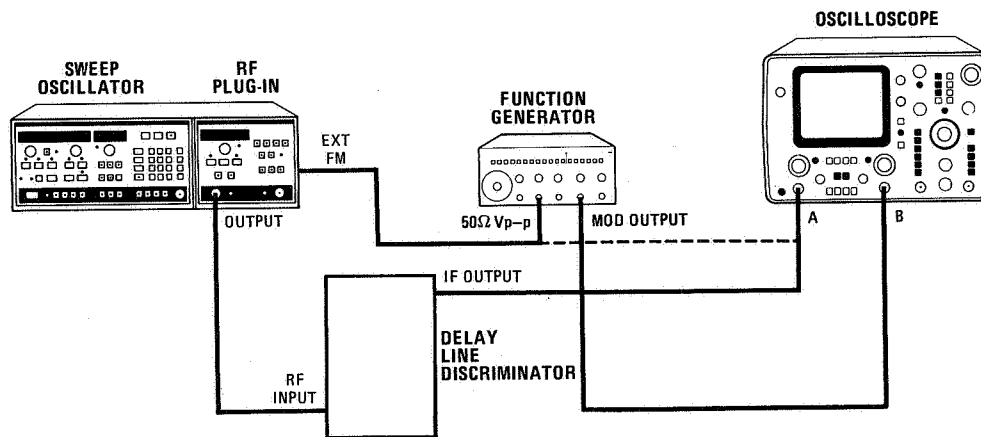 OSCILLOSCOPE
SWEEP
OSCILLATOR
RF
PLUG-IN
FUNCTION
GENERATOR
EXT
FM
OUTPUT
50Ω Vp-p
MOD OUTPUT
A
B
IF OUTPUT
DELAY
LINE
DISCRIMINATOR
RF
INPUT